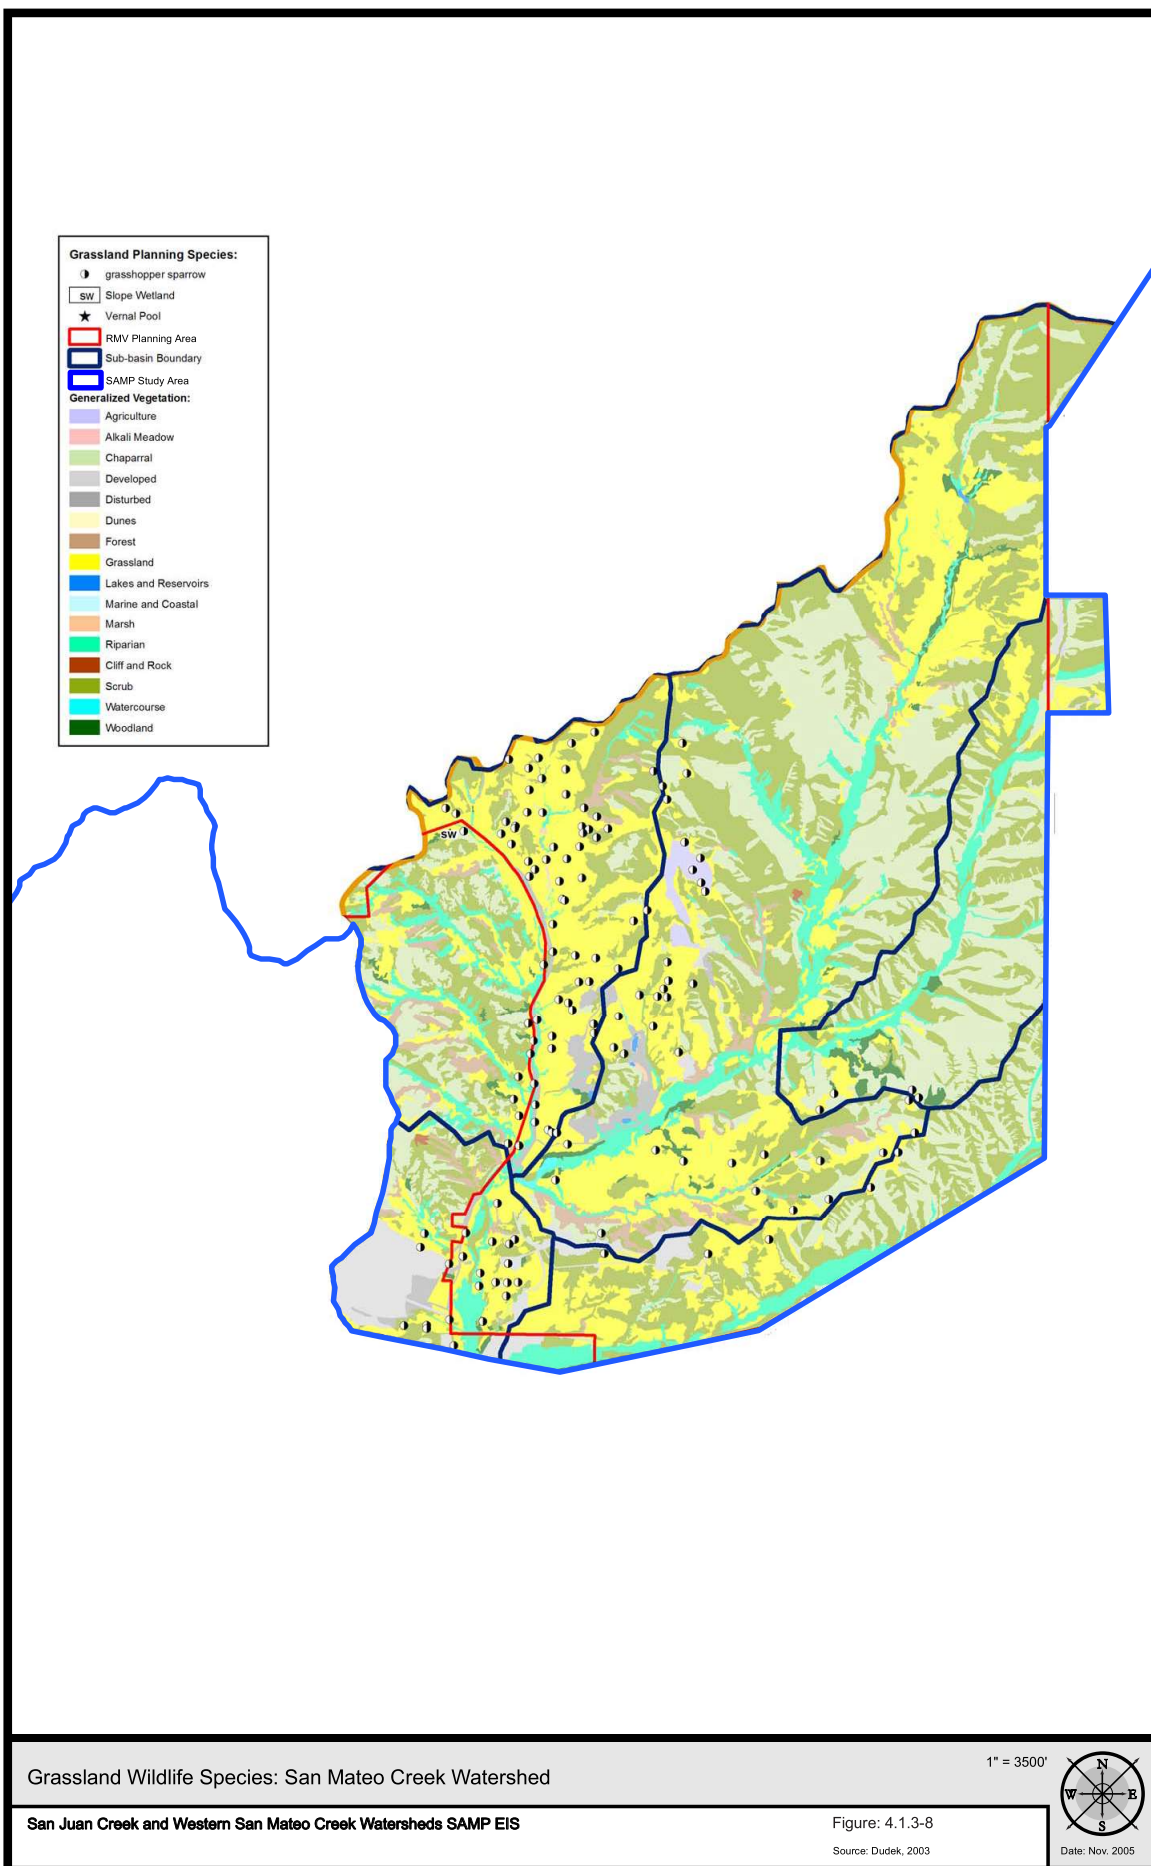 Grassland Planning Species:
grasshopper sparrow
SW Slope Wetland
Vernal Pool
RMV Planning Area
Sub-basin Boundary
SAMP Study Area
Generalized Vegetation:
Agriculture
Alkali Meadow
Chaparral
Developed
Disturbed
Dunes
Forest
Grassland
Lakes and Reservoirs
Marine and Coastal
Marsh
Riparian
Cliff and Rock
Scrub
Watercourse
Woodland
SW
Grassland Wildlife Species: San Mateo Creek Watershed
1" = 3500'
San Juan Creek and Western San Mateo Creek Watersheds SAMP EIS
Figure: 4.1.3-8
Source: Dudek, 2003
N
W E
S
Date: Nov. 2005